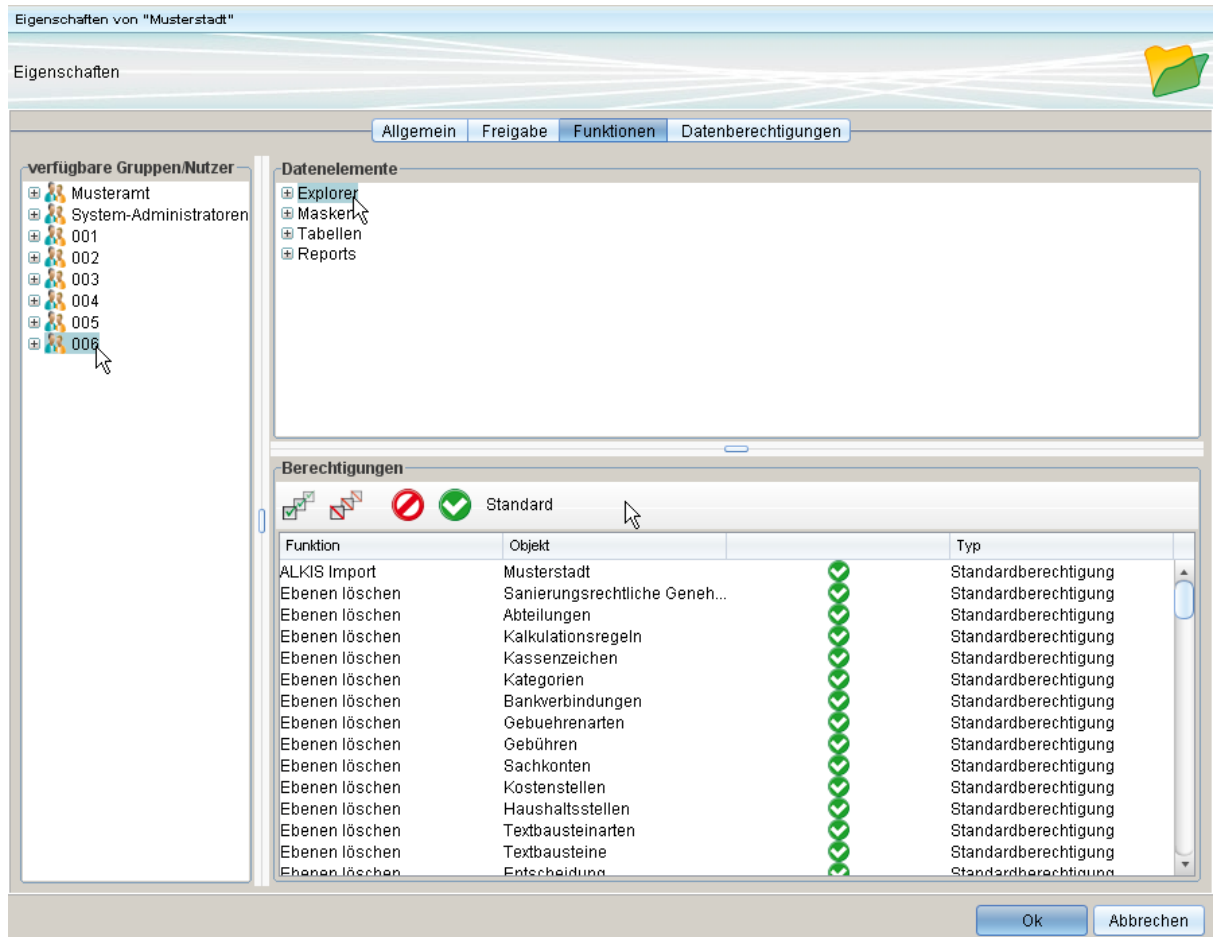 Eigenschaften von "Musterstadt"
Eigenschaften
Allgemein Freigabe Funktionen Datenberechtigungen
verfügbare Gruppen/Nutzer
Musteramt
System-Administratoren
001
002
003
004
005
006
Datenelemente
Explorer
Masken
Tabellen
Reports
Berechtigungen
Standard
Funktion Objekt Typ
ALKIS Import Musterstadt Standardberechtigung
Ebenen löschen Sanierungsrechtliche Geneh... Standardberechtigung
Ebenen löschen Abteilungen Standardberechtigung
Ebenen löschen Kalkulationsregeln Standardberechtigung
Ebenen löschen Kassenzeichen Standardberechtigung
Ebenen löschen Kategorien Standardberechtigung
Ebenen löschen Bankverbindungen Standardberechtigung
Ebenen löschen Gebuehrenarten Standardberechtigung
Ebenen löschen Gebühren Standardberechtigung
Ebenen löschen Sachkonten Standardberechtigung
Ebenen löschen Kostenstellen Standardberechtigung
Ebenen löschen Haushaltsstellen Standardberechtigung
Ebenen löschen Textbausteinarten Standardberechtigung
Ebenen löschen Textbausteine Standardberechtigung
Ebenen löschen Entscheidung Standardberechtigung
Ok Abbrechen